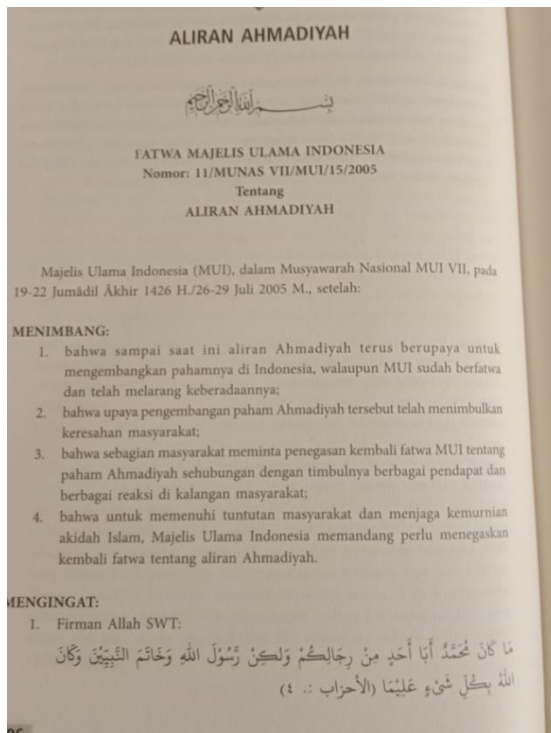 ALIRAN AHMADIYAH
بسم الله الرحمن الرحيم
FATWA MAJELIS ULAMA INDONESIA
Nomor: 11/MUNAS VII/MUI/15/2005
Tentang
ALIRAN AHMADIYAH
Majelis Ulama Indonesia (MUI), dalam Musyawarah Nasional MUI VII, pada
19-22 Jumâdil Âkhir 1426 H./26-29 Juli 2005 M., setelah:
MENIMBANG:
1. bahwa sampai saat ini aliran Ahmadiyah terus berupaya untuk
mengembangkan pahamnya di Indonesia, walaupun MUI sudah berfatwa
dan telah melarang keberadaannya;
2. bahwa upaya pengembangan paham Ahmadiyah tersebut telah menimbulkan
keresahan masyarakat;
3. bahwa sebagian masyarakat meminta penegasan kembali fatwa MUI tentang
paham Ahmadiyah sehubungan dengan timbulnya berbagai pendapat dan
berbagai reaksi di kalangan masyarakat;
4. bahwa untuk memenuhi tuntutan masyarakat dan menjaga kemurnian
akidah Islam, Majelis Ulama Indonesia memandang perlu menegaskan
kembali fatwa tentang aliran Ahmadiyah.
MENGINGAT:
1. Firman Allah SWT:
مَا كَانَ مُحَمَّدٌ أَبَا أَحَدٍ مِنْ رِجَالِكُمْ وَلَكِنْ رَّسُوْلَ اللهِ وَخَاتَمَ النَّبِيِّيْنَ وَكَانَ
اللهُ بِكُلِّ شَيْءٍ عَلِيْمًا (الأحزاب : ٤٠)